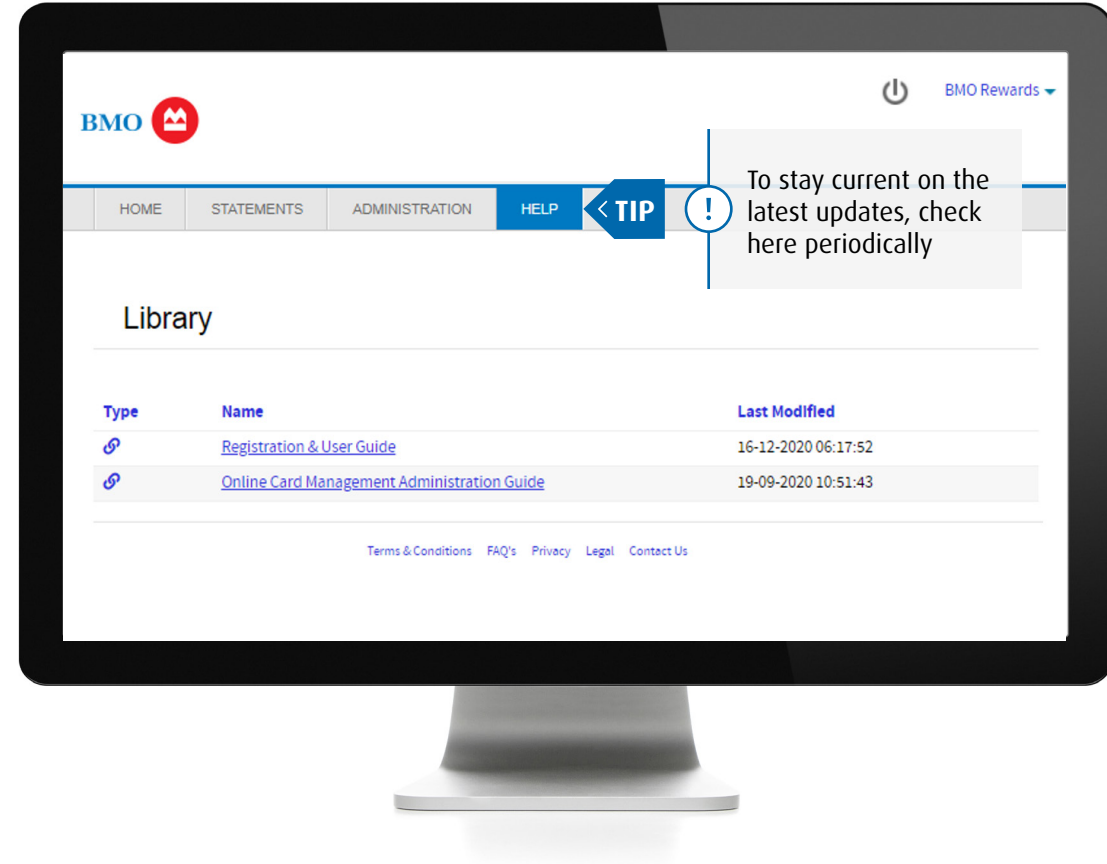 BMO
BMO Rewards
HOME STATEMENTS ADMINISTRATION HELP
TIP
!
To stay current on the
latest updates, check
here periodically
Library
Type Name Last Modified
Registration & User Guide 16-12-2020 06:17:52
Online Card Management Administration Guide 19-09-2020 10:51:43
Terms & Conditions FAQ's Privacy Legal Contact Us